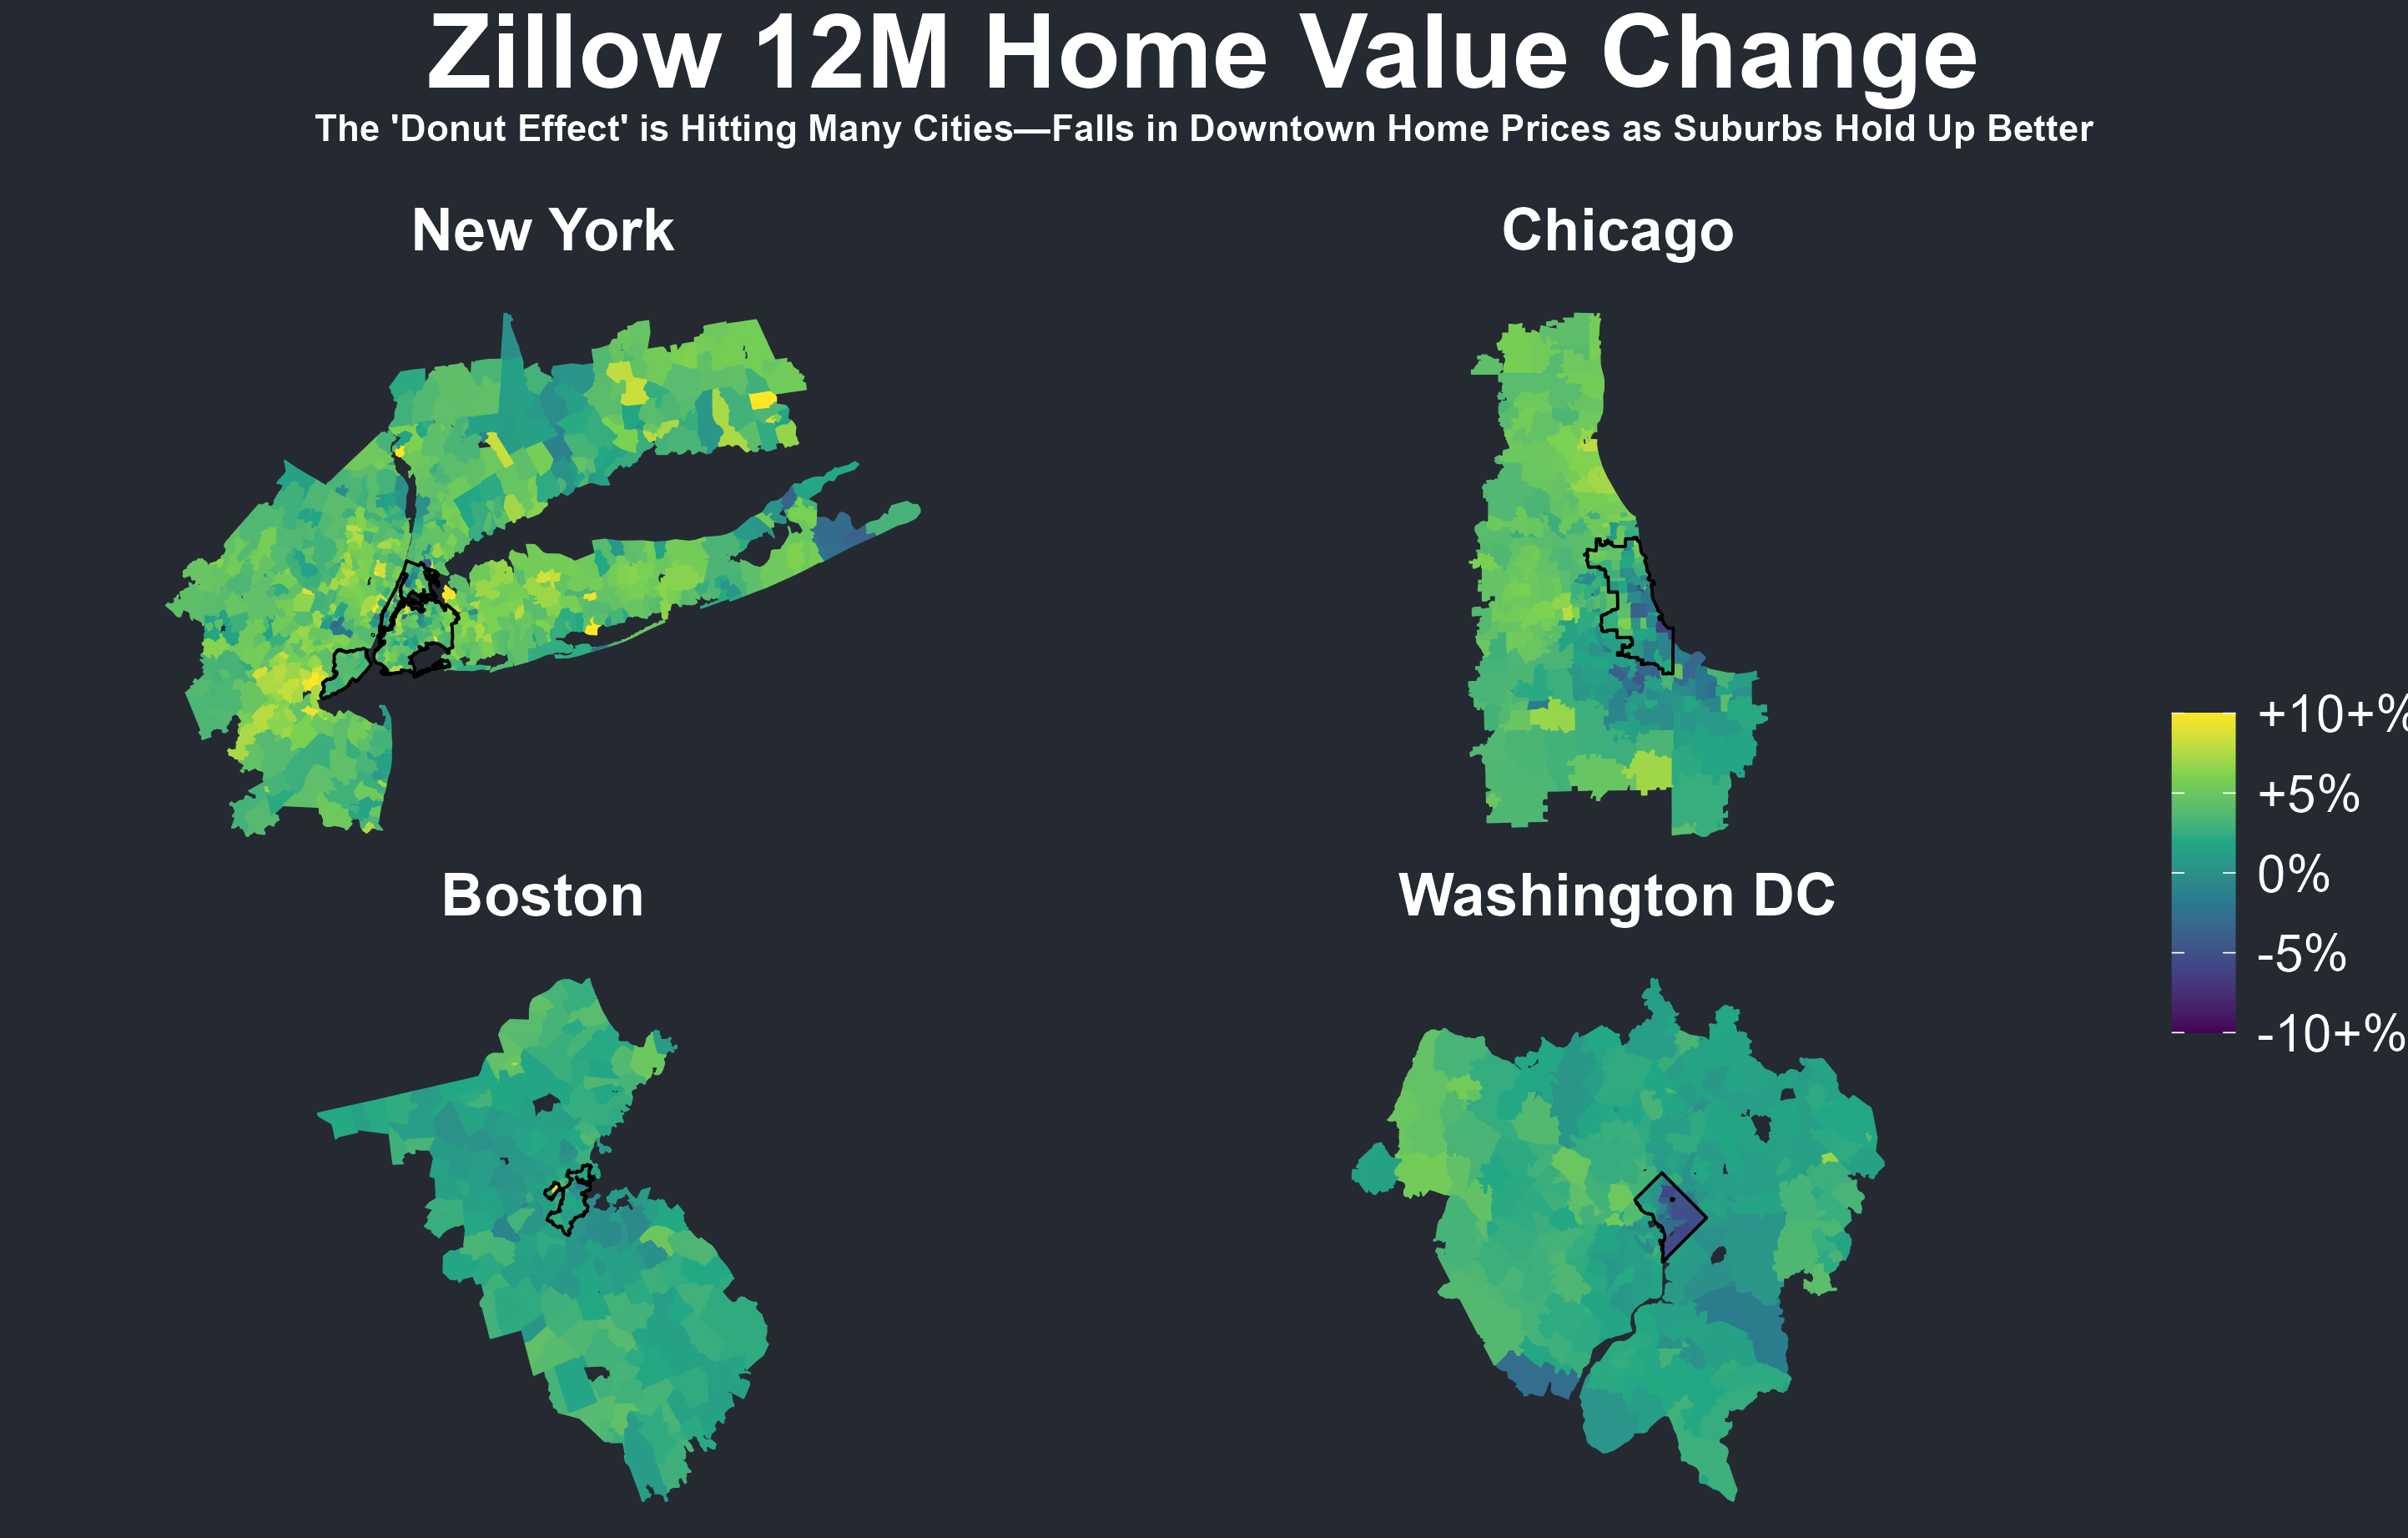 Zillow 12M Home Value Change
The 'Donut Effect' is Hitting Many Cities—Falls in Downtown Home Prices as Suburbs Hold Up Better
New York
Chicago
+10+%
+5%
0%
-5%
-10+%
Boston
Washington DC